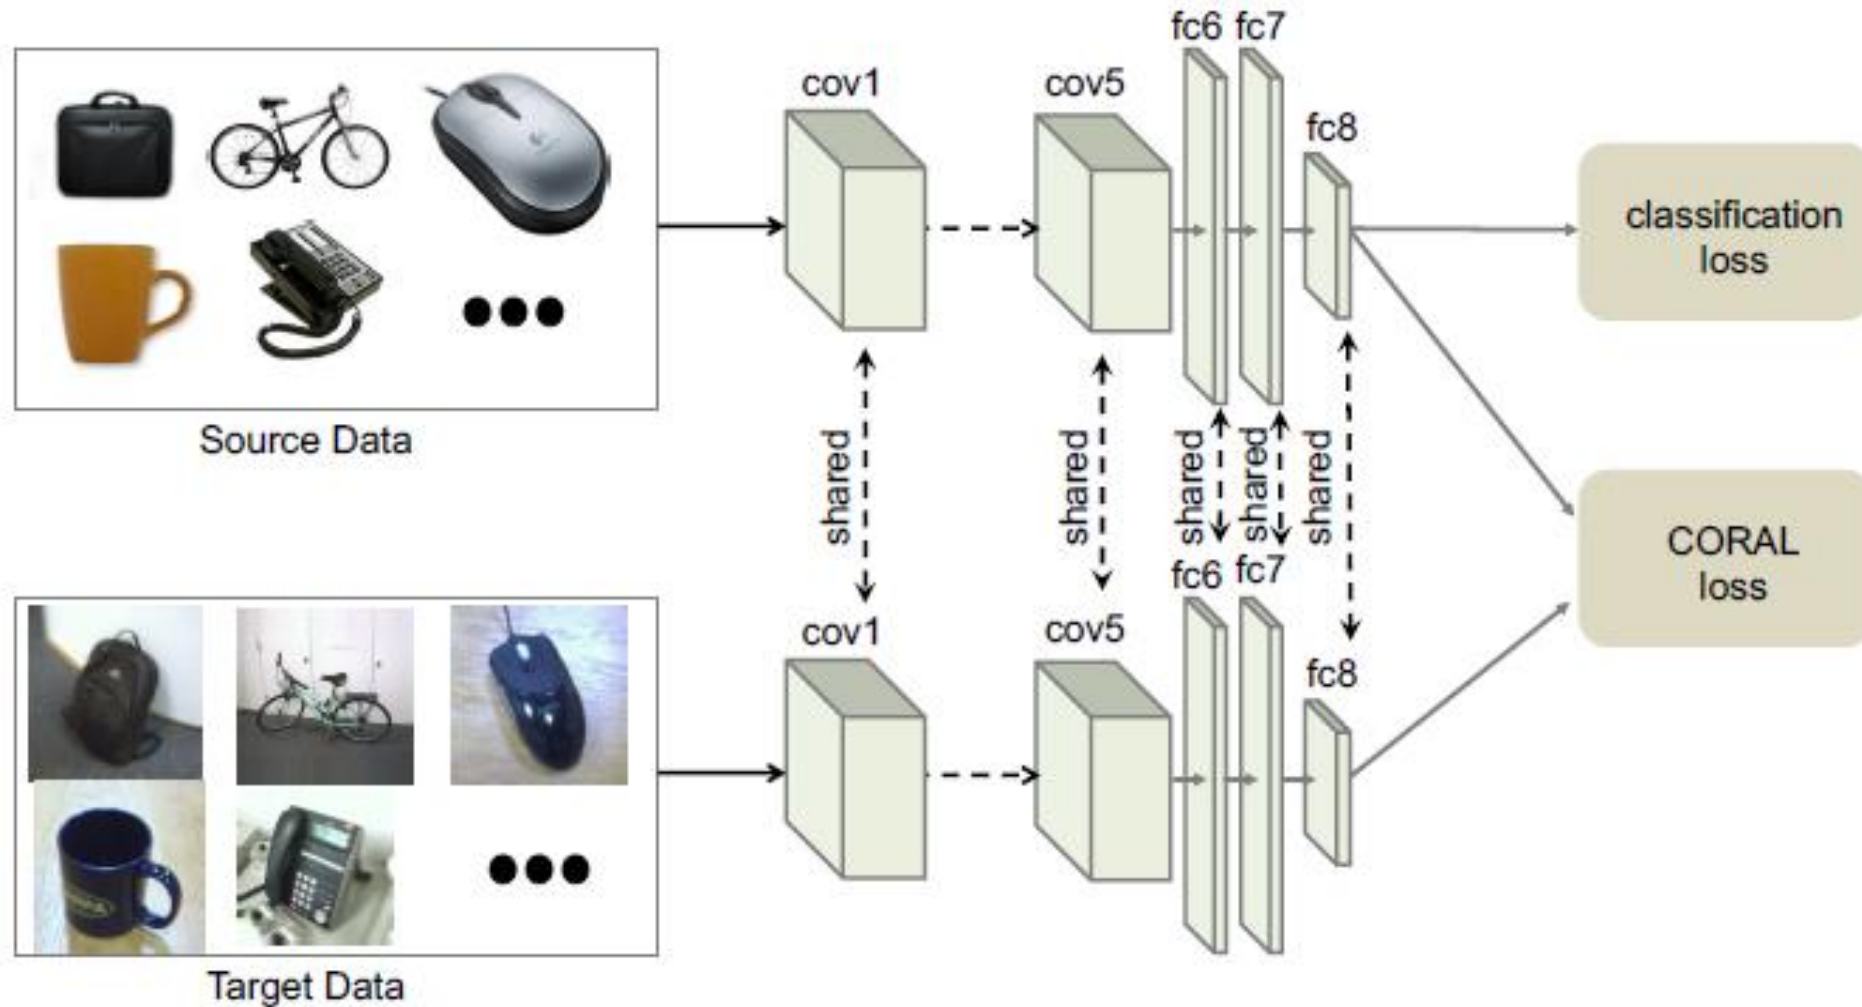 fc6 fc7
cov1
cov5
fc8
classification
loss
Source Data
shared
shared
shared
shared
shared
CORAL
loss
fc6 fc7
cov1
cov5
fc8
Target Data